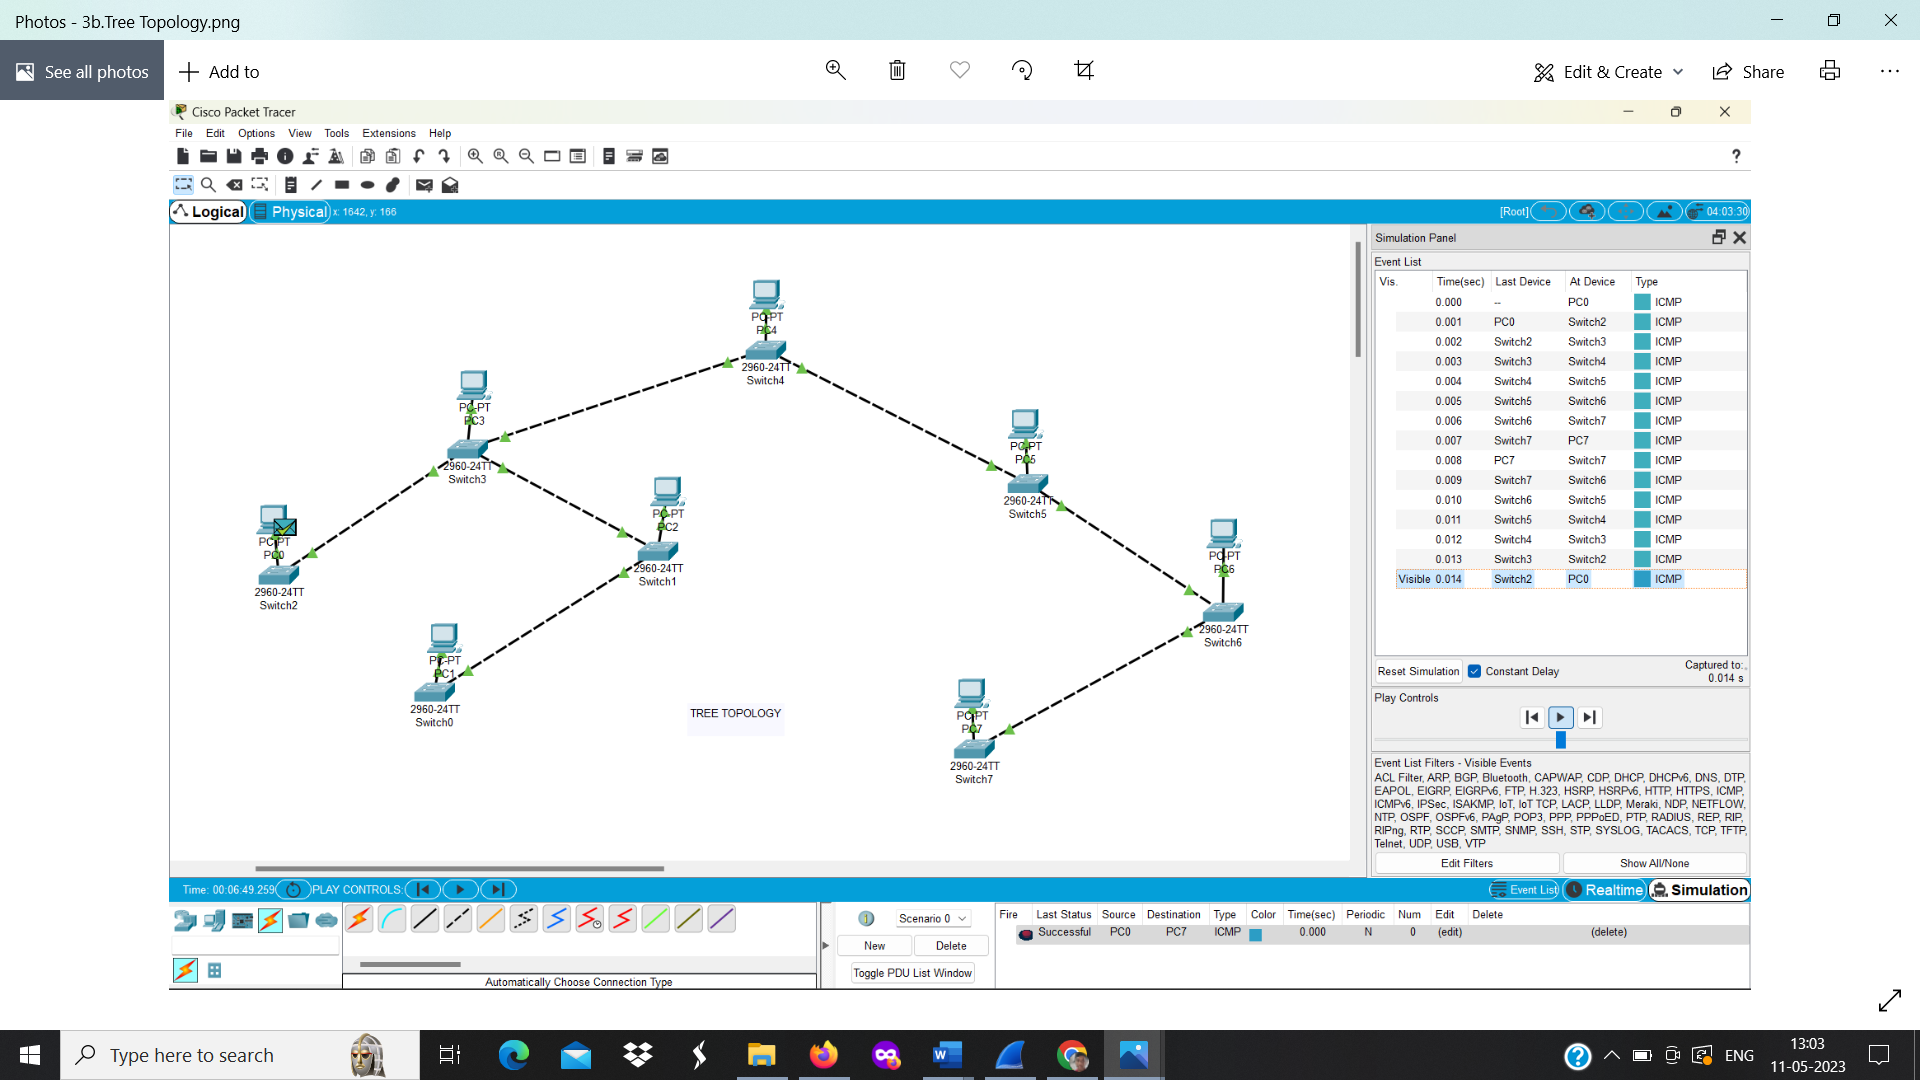 Photos - 3b.Tree Topology.png
See all photos
Add to
Edit & Create
Share
Cisco Packet Tracer
File Edit Options View Tools Extensions Help
?
Logical Physical x: 1642, y: 166
[Root] 04:03:30
PC-PT
PC4
2960-24TT
Switch4
PC-PT
PC3
2960-24TT
Switch3
PC-PT
PC5
2960-24TT
Switch5
PC-PT
PC2
2960-24TT
Switch1
PC-PT
PC0
2960-24TT
Switch2
PC-PT
PC6
2960-24TT
Switch6
PC-PT
PC1
2960-24TT
Switch0
PC-PT
PC7
2960-24TT
Switch7
TREE TOPOLOGY
Simulation Panel
Event List
Vis. Time(sec) Last Device At Device Type
0.000 -- PC0 ICMP
0.001 PC0 Switch2 ICMP
0.002 Switch2 Switch3 ICMP
0.003 Switch3 Switch4 ICMP
0.004 Switch4 Switch5 ICMP
0.005 Switch5 Switch6 ICMP
0.006 Switch6 Switch7 ICMP
0.007 Switch7 PC7 ICMP
0.008 PC7 Switch7 ICMP
0.009 Switch7 Switch6 ICMP
0.010 Switch6 Switch5 ICMP
0.011 Switch5 Switch4 ICMP
0.012 Switch4 Switch3 ICMP
0.013 Switch3 Switch2 ICMP
Visible 0.014 Switch2 PC0 ICMP
Reset Simulation Constant Delay
Captured to:
0.014 s
Play Controls
Event List Filters - Visible Events
ACL Filter, ARP, BGP, Bluetooth, CAPWAP, CDP, DHCP, DHCPv6, DNS, DTP,
EAPOL, EIGRP, EIGRPv6, FTP, H.323, HSRP, HSRPv6, HTTP, HTTPS, ICMP,
ICMPv6, IPSec, ISAKMP, IoT, IoT TCP, LACP, LLDP, Meraki, NDP, NETFLOW,
NTP, OSPF, OSPFv6, PAgP, POP3, PPP, PPPoED, PTP, RADIUS, REP, RIP,
RIPng, RTP, SCCP, SMTP, SNMP, SSH, STP, SYSLOG, TACACS, TCP, TFTP,
Telnet, UDP, USB, VTP
Edit Filters Show All/None
Time: 00:06:49.259 PLAY CONTROLS:
Event List Realtime Simulation
Scenario 0
New Delete
Toggle PDU List Window
Automatically Choose Connection Type
Fire Last Status Source Destination Type Color Time(sec) Periodic Num Edit Delete
Successful PC0 PC7 ICMP 0.000 N 0 (edit) (delete)
Type here to search
ENG
13:03
11-05-2023